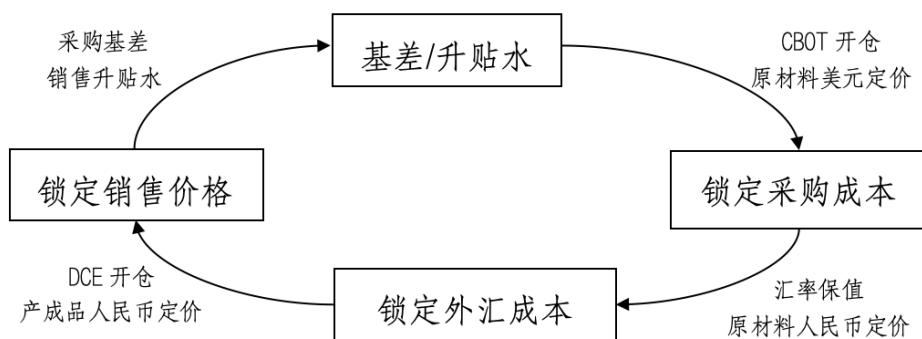 采购基差
销售升贴水
基差/升贴水
CBOT 开仓
原材料美元定价
锁定销售价格
锁定采购成本
DCE 开仓
产成品人民币定价
锁定外汇成本
汇率保值
原材料人民币定价